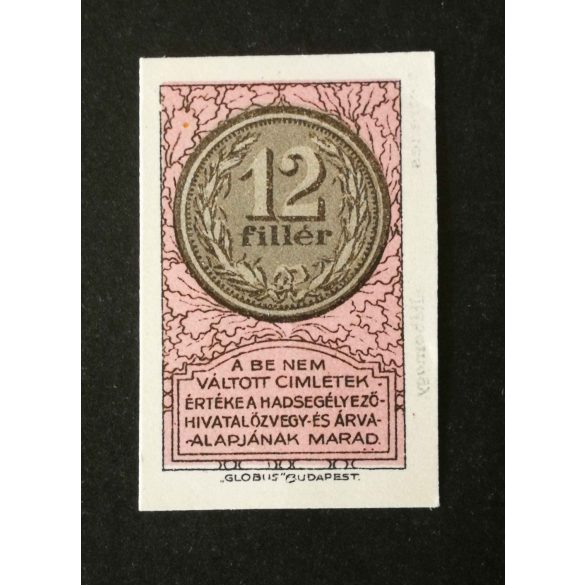 12
fillér
A BE NEM
VÁLTOTT CIMLETEK
ÉRTÉKE A HADSEGÉLYEZŐ-
HIVATAL ÖZVEGY-ÉS ÁRVA-
ALAPJÁNAK MARAD.
„GLOBUS" BUDAPEST.